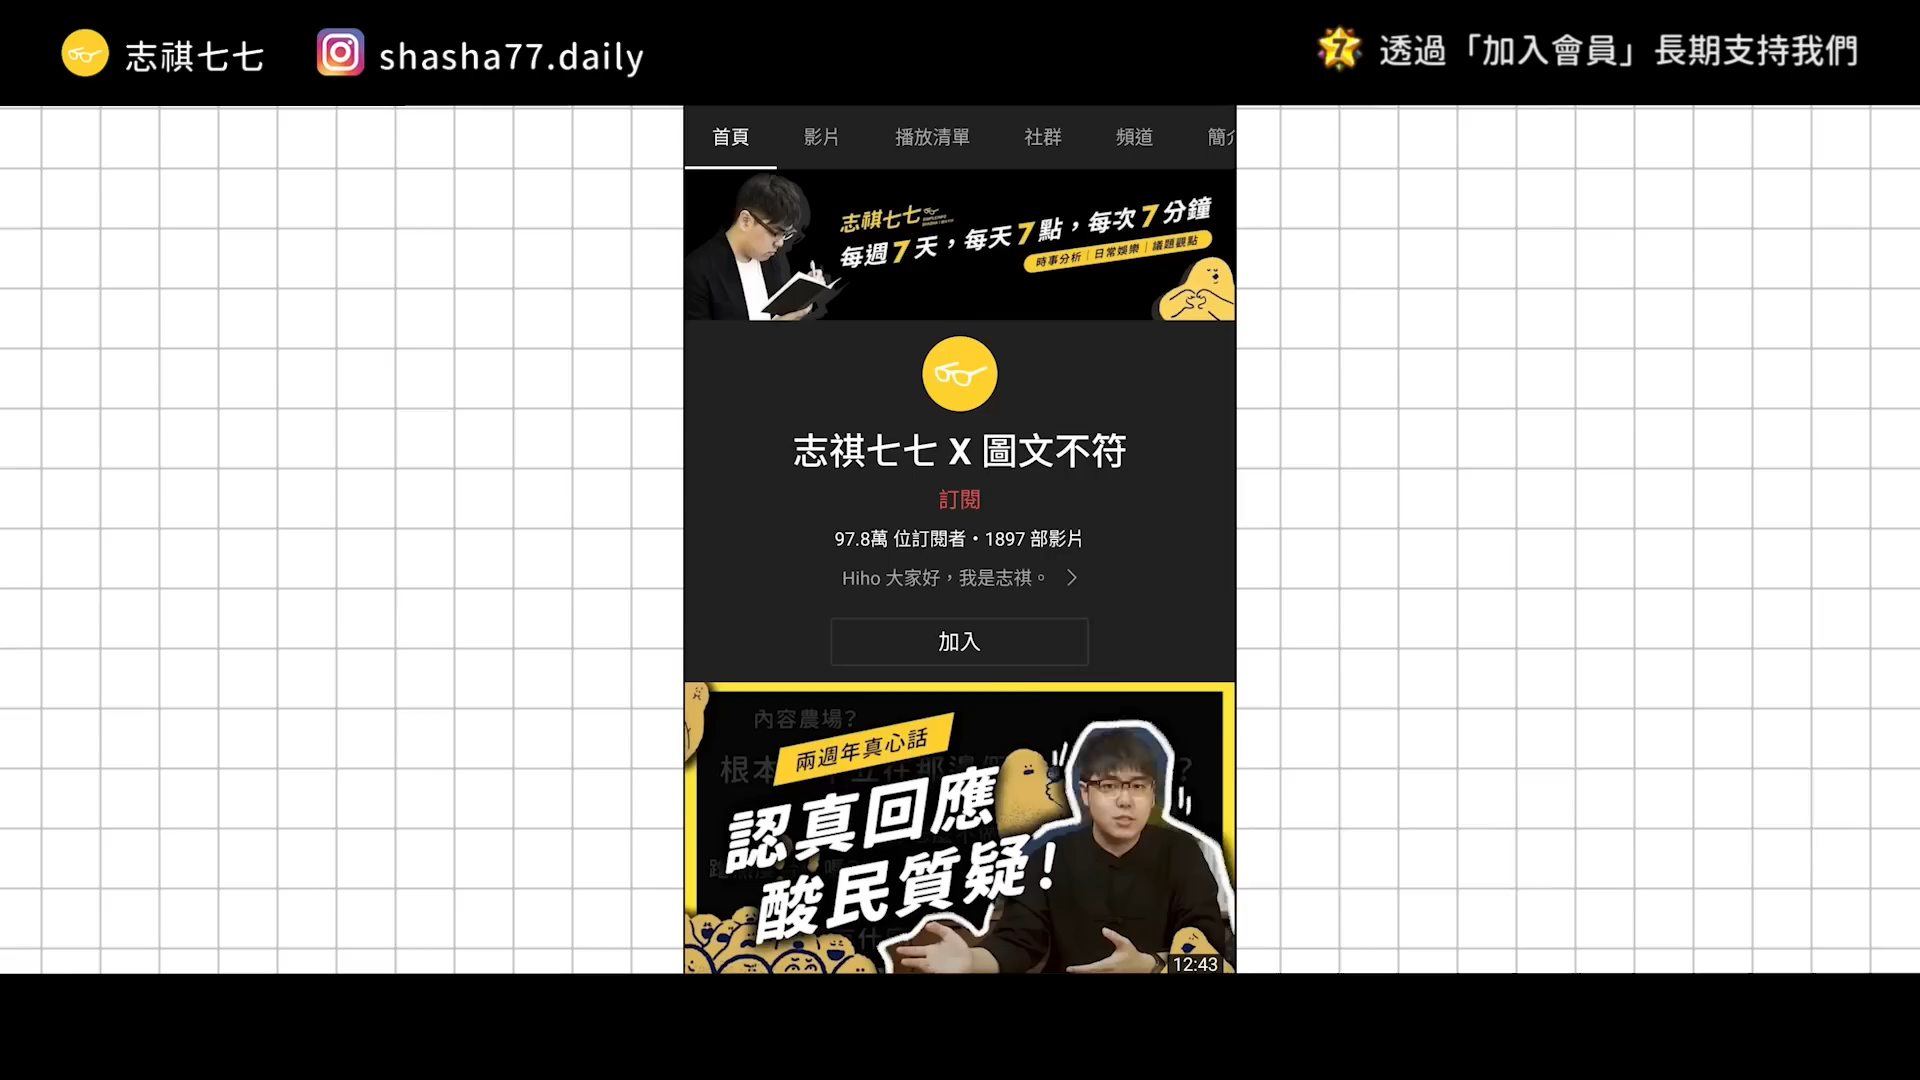 志祺七七
shasha77.daily
7
透過「加入會員」長期支持我們
首頁
影片
播放清單
社群
頻道
簡介
志祺七七
每週7天,每天7點,每次7分鐘
時事分析|日常娛樂|議題觀點
志祺七七 X 圖文不符
訂閱
97.8萬 位訂閱者・1897 部影片
Hiho 大家好,我是志祺。
加入
內容農場?
兩週年真心話
根本
認真回應
酸民質疑!
12:43